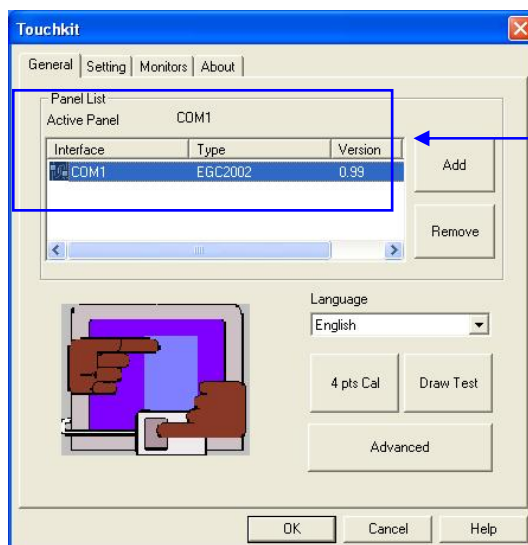 Touchkit
General Setting Monitors About
Panel List
Active Panel COM1
Interface Type Version
COM1 EGC2002 0.99
Add
Remove
Language
English
4 pts Cal Draw Test
Advanced
OK Cancel Help